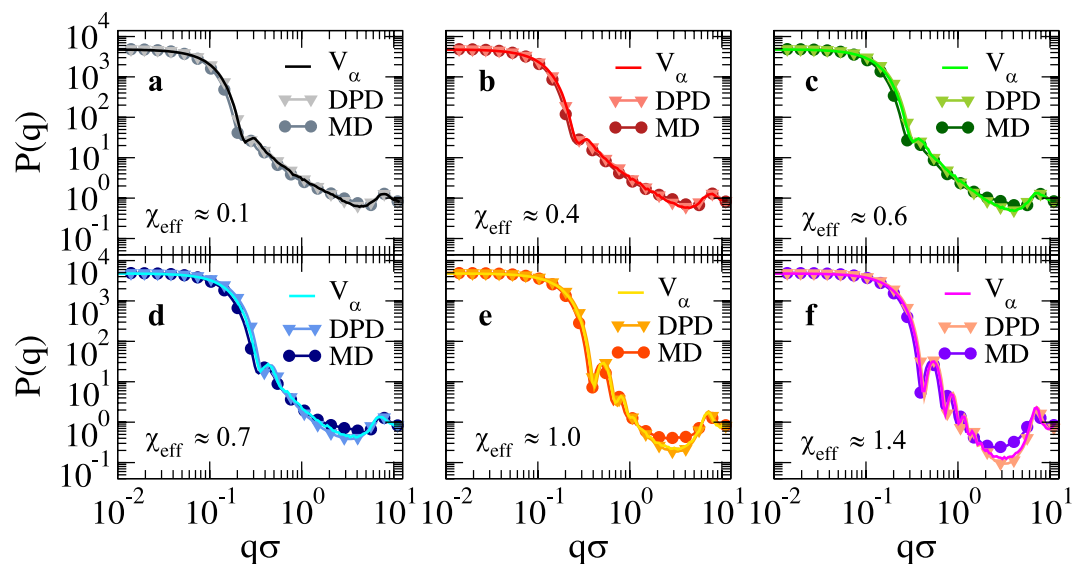 10⁴
10³
10²
10¹
10⁰
10⁻¹
P(q)
a
V_α
DPD
MD
χ_eff ≈ 0.1
b
V_α
DPD
MD
χ_eff ≈ 0.4
c
V_α
DPD
MD
χ_eff ≈ 0.6
10⁴
10³
10²
10¹
10⁰
10⁻¹
P(q)
d
V_α
DPD
MD
χ_eff ≈ 0.7
e
V_α
DPD
MD
χ_eff ≈ 1.0
f
V_α
DPD
MD
χ_eff ≈ 1.4
10⁻² 10⁻¹ 10⁰ 10¹ 10⁻² 10⁻¹ 10⁰ 10¹ 10⁻² 10⁻¹ 10⁰ 10¹
qσ qσ qσ